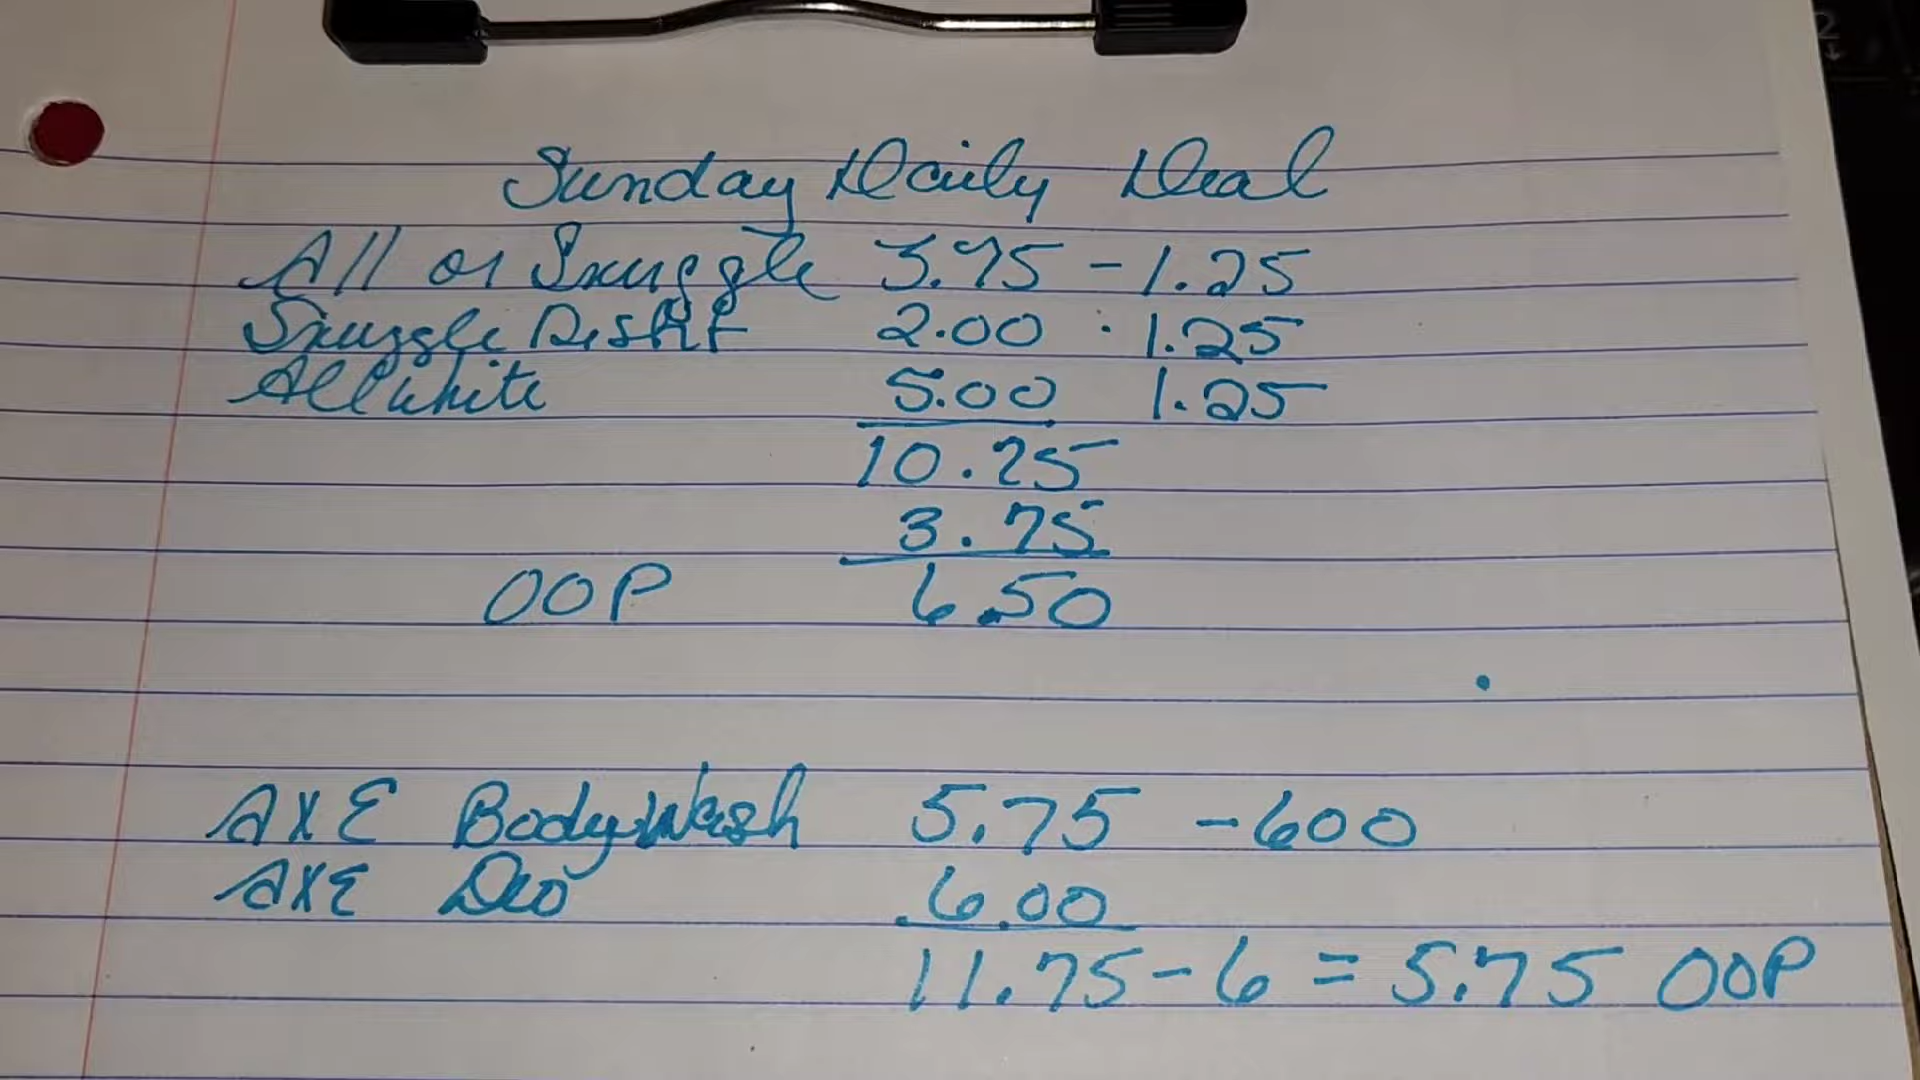 Sunday Daily Deal
All or Snuggle 3.95 - 1.25
Snuggle 2.00 · 1.25
All white 5.00 1.25
10.25
3.75
OOP 6.50
AXE Body Wash 5.75 - 600
AXE Deo 6.00
11.75 - 6 = 5.75 OOP